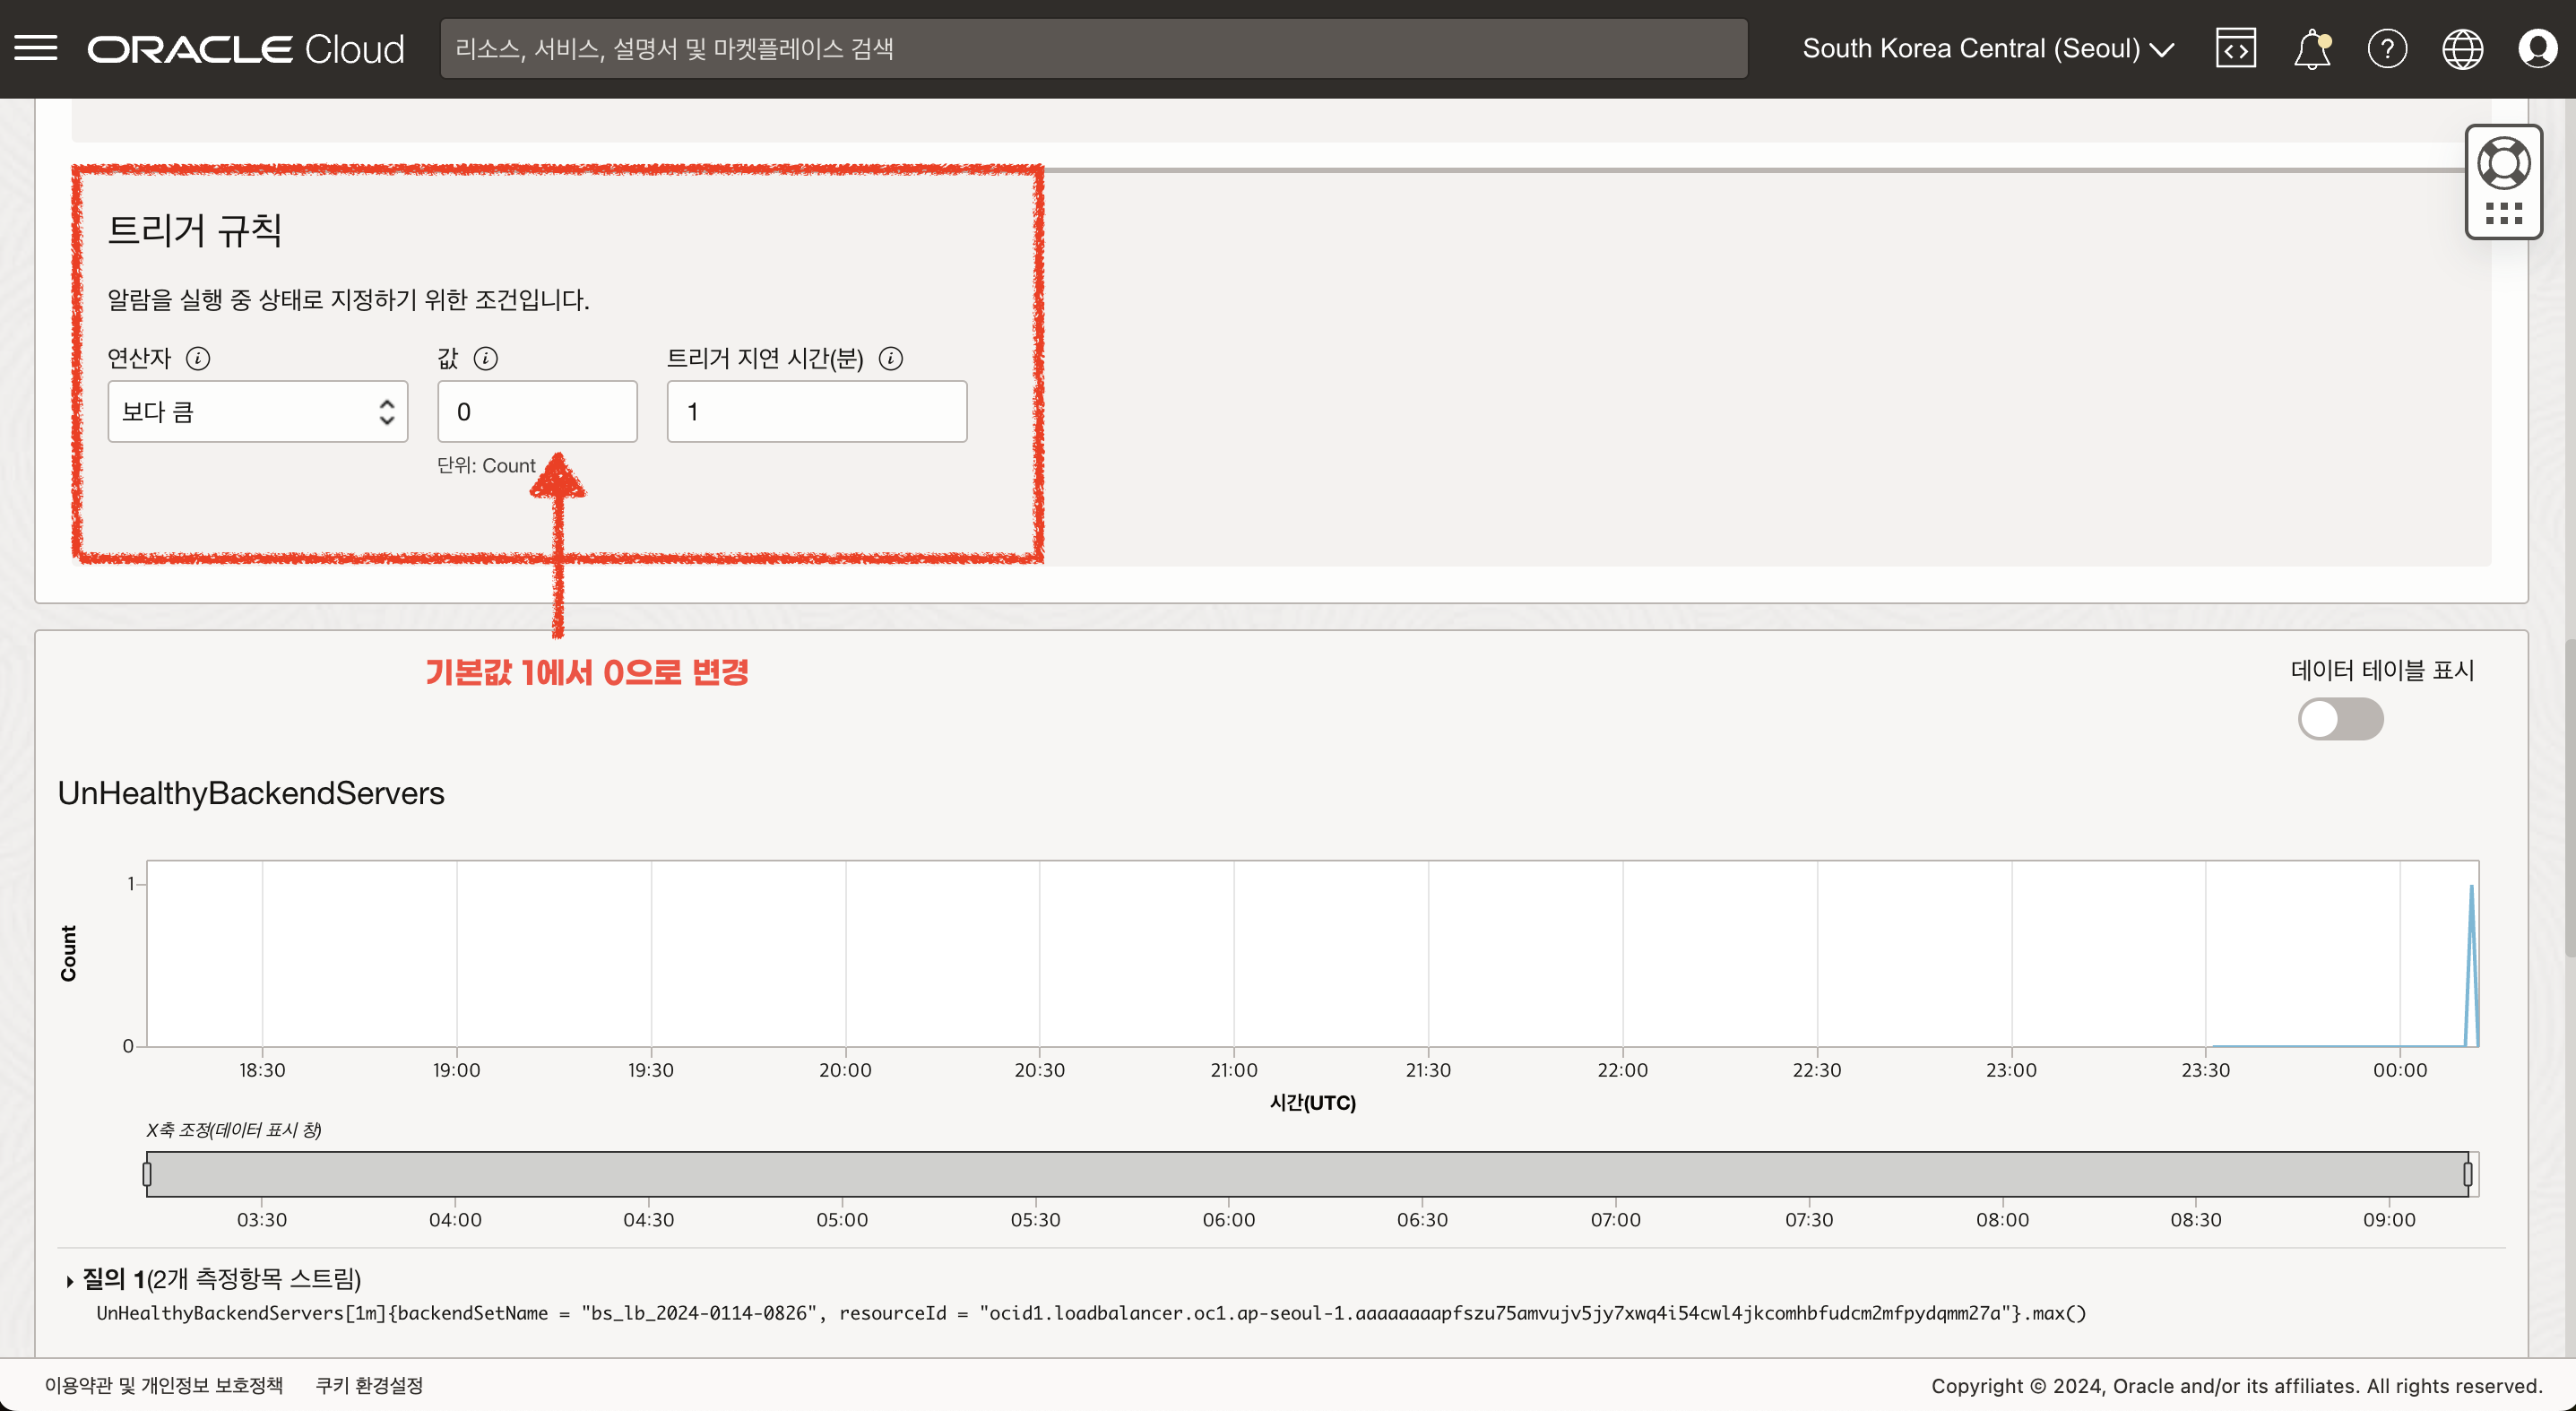 ORACLE Cloud
리소스, 서비스, 설명서 및 마켓플레이스 검색
South Korea Central (Seoul)
트리거 규칙
알람을 실행 중 상태로 지정하기 위한 조건입니다.
연산자 값 트리거 지연 시간(분)
보다 큼 0 1
단위: Count
기본값 1에서 0으로 변경
데이터 테이블 표시
UnHealthyBackendServers
1
Count
0
18:30 19:00 19:30 20:00 20:30 21:00 21:30 22:00 22:30 23:00 23:30 00:00
시간(UTC)
X축 조정(데이터 표시 창)
03:30 04:00 04:30 05:00 05:30 06:00 06:30 07:00 07:30 08:00 08:30 09:00
질의 1(2개 측정항목 스트림)
UnHealthyBackendServers[1m]{backendSetName = "bs_lb_2024-0114-0826", resourceId = "ocid1.loadbalancer.oc1.ap-seoul-1.aaaaaaaapfszu75amvujv5jy7xwq4i54cwl4jkcomhbfudcm2mfpydqmm27a"}.max()
이용약관 및 개인정보 보호정책 쿠키 환경설정
Copyright © 2024, Oracle and/or its affiliates. All rights reserved.